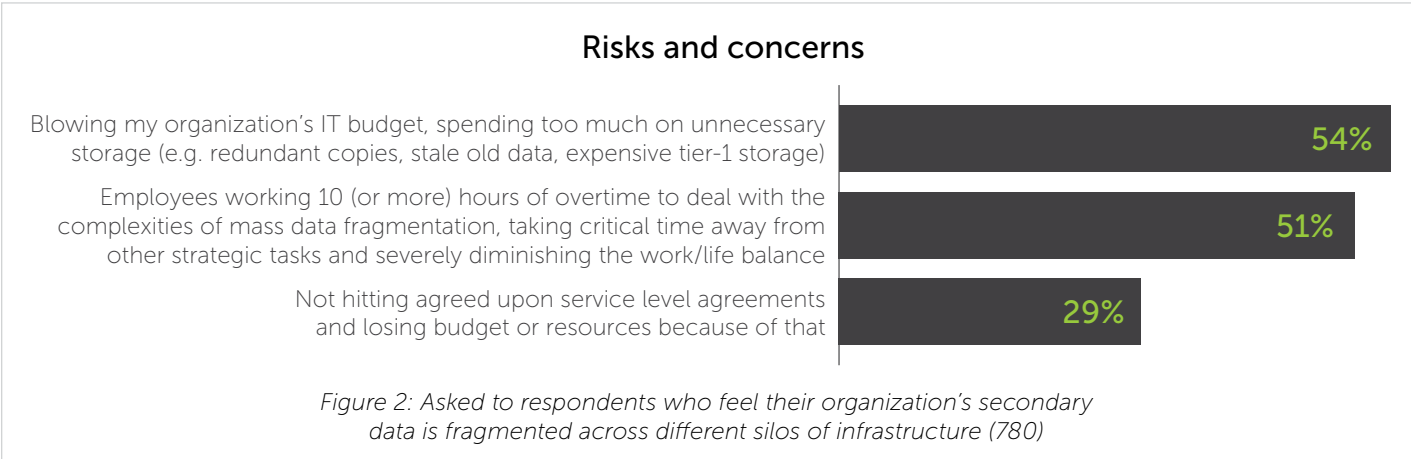 Risks and concerns
Blowing my organization’s IT budget, spending too much on unnecessary
storage (e.g. redundant copies, stale old data, expensive tier-1 storage)
54%
Employees working 10 (or more) hours of overtime to deal with the
complexities of mass data fragmentation, taking critical time away from
other strategic tasks and severely diminishing the work/life balance
51%
Not hitting agreed upon service level agreements
and losing budget or resources because of that
29%
Figure 2: Asked to respondents who feel their organization’s secondary
data is fragmented across different silos of infrastructure (780)